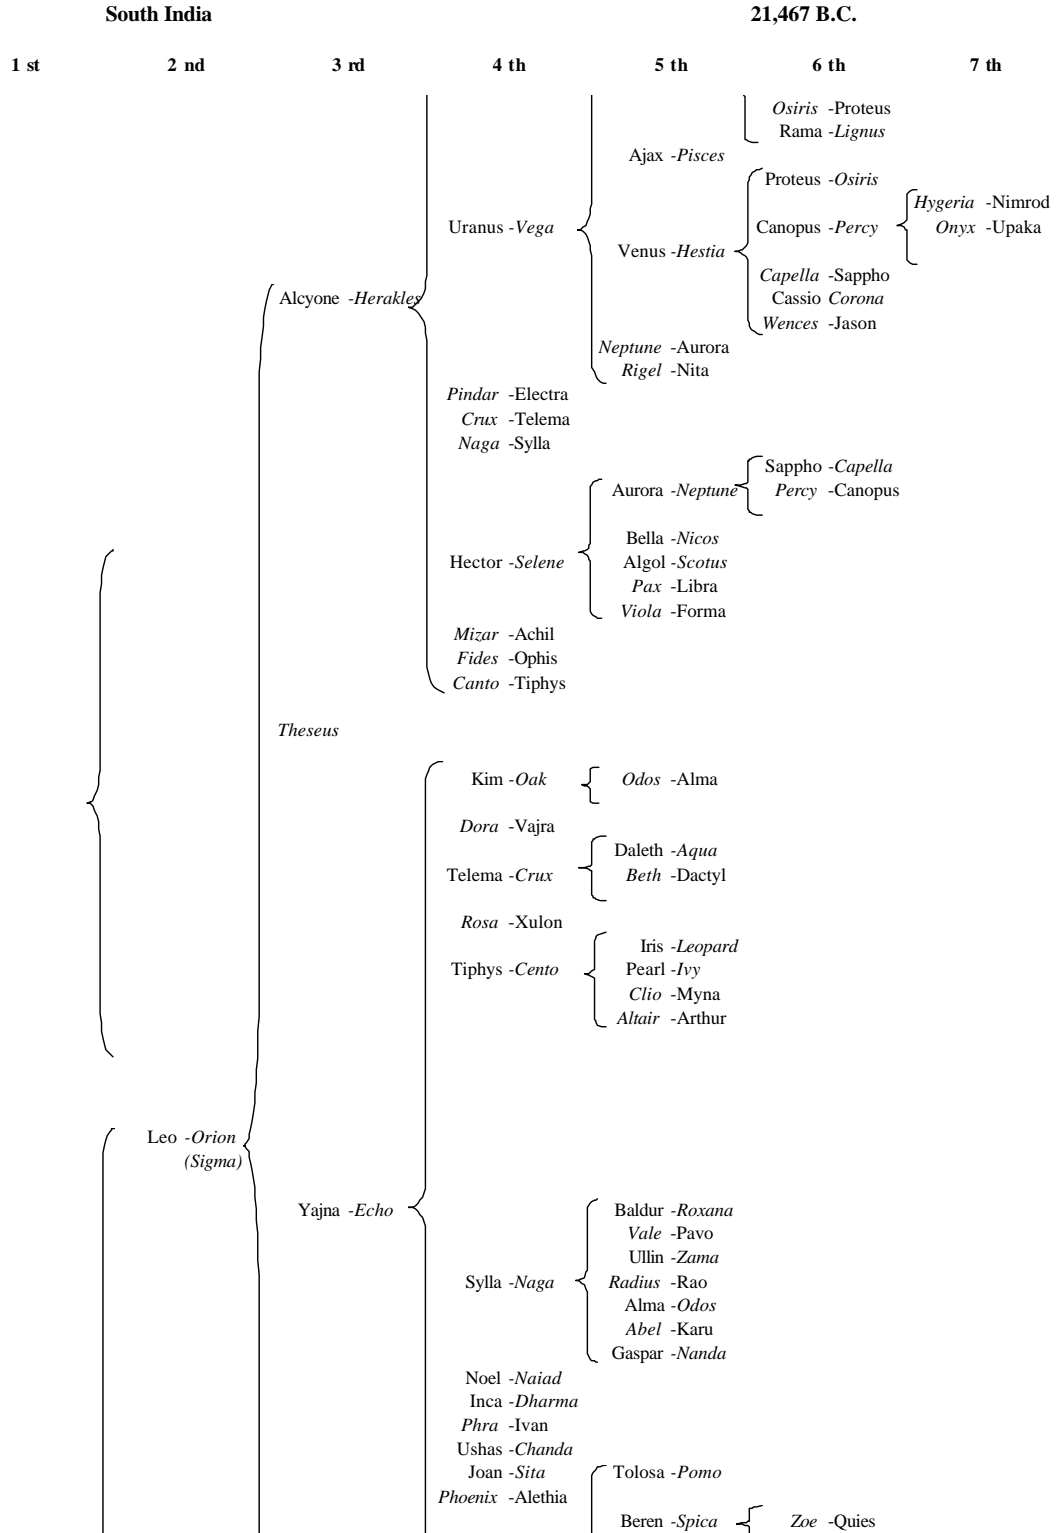 South India 21,467 B.C.
1 st 2 nd 3 rd 4 th 5 th 6 th 7 th
Osiris -Proteus
Rama -Lignus
Ajax -Pisces
Proteus -Osiris
Hygeria -Nimrod
Uranus -Vega Canopus -Percy Onyx -Upaka
Venus -Hestia
Capella -Sappho
Alcyone -Herakles Cassio Corona
Wences -Jason
Neptune -Aurora
Rigel -Nita
Pindar -Electra
Crux -Telema
Naga -Sylla
Sappho -Capella
Aurora -Neptune Percy -Canopus
Bella -Nicos
Hector -Selene Algol -Scotus
Pax -Libra
Viola -Forma
Mizar -Achil
Fides -Ophis
Canto -Tiphys
Theseus
Kim -Oak Odos -Alma
Dora -Vajra
Daleth -Aqua
Telema -Crux Beth -Dactyl
Rosa -Xulon
Iris -Leopard
Tiphys -Cento Pearl -Ivy
Clio -Myna
Altair -Arthur
Leo -Orion
(Sigma)
Yajna -Echo Baldur -Roxana
Vale -Pavo
Ullin -Zama
Sylla -Naga Radius -Rao
Alma -Odos
Abel -Karu
Gaspar -Nanda
Noel -Naiad
Inca -Dharma
Phra -Ivan
Ushas -Chanda
Joan -Sita Tolosa -Pomo
Phoenix -Alethia
Beren -Spica Zoe -Quies